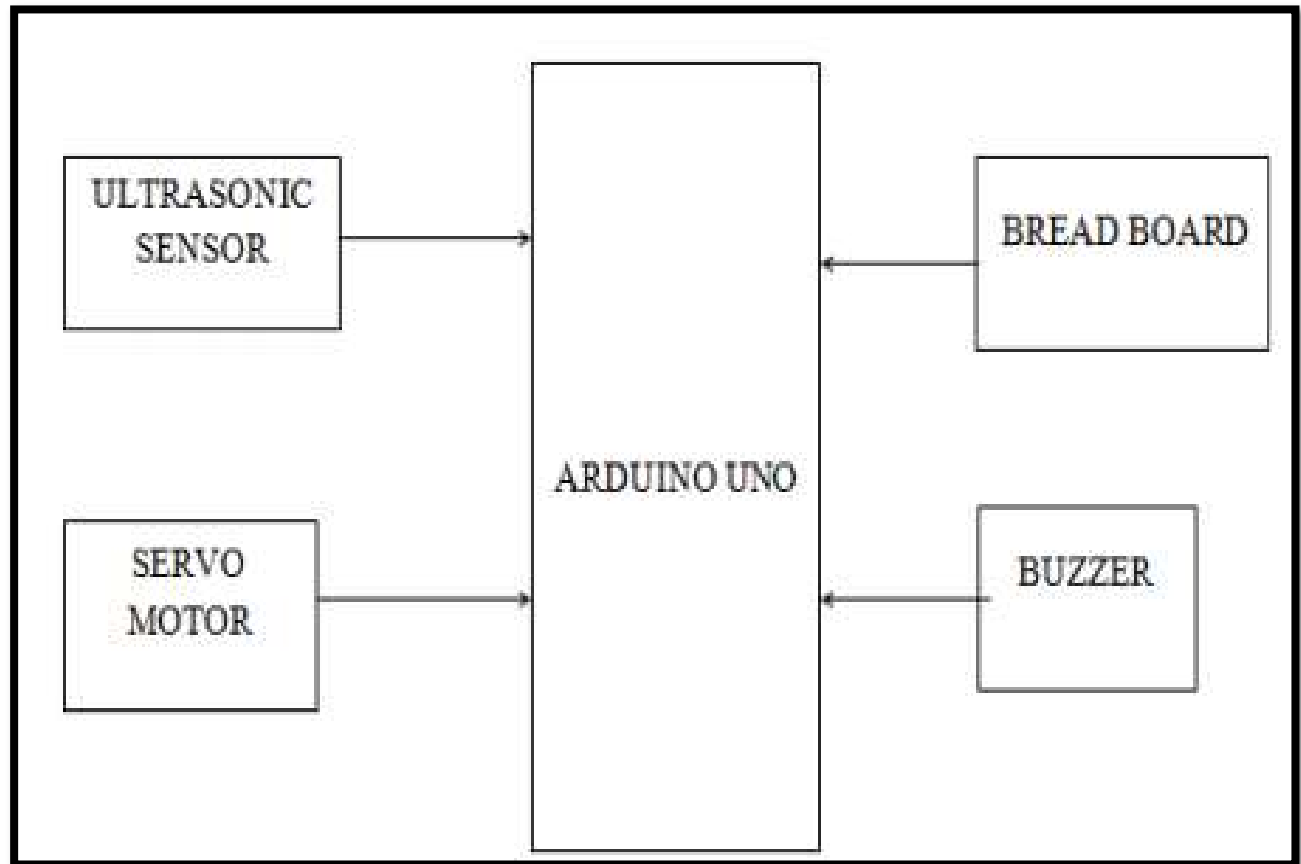 ULTRASONIC
SENSOR
BREAD BOARD
ARDUINO UNO
SERVO
MOTOR
BUZZER